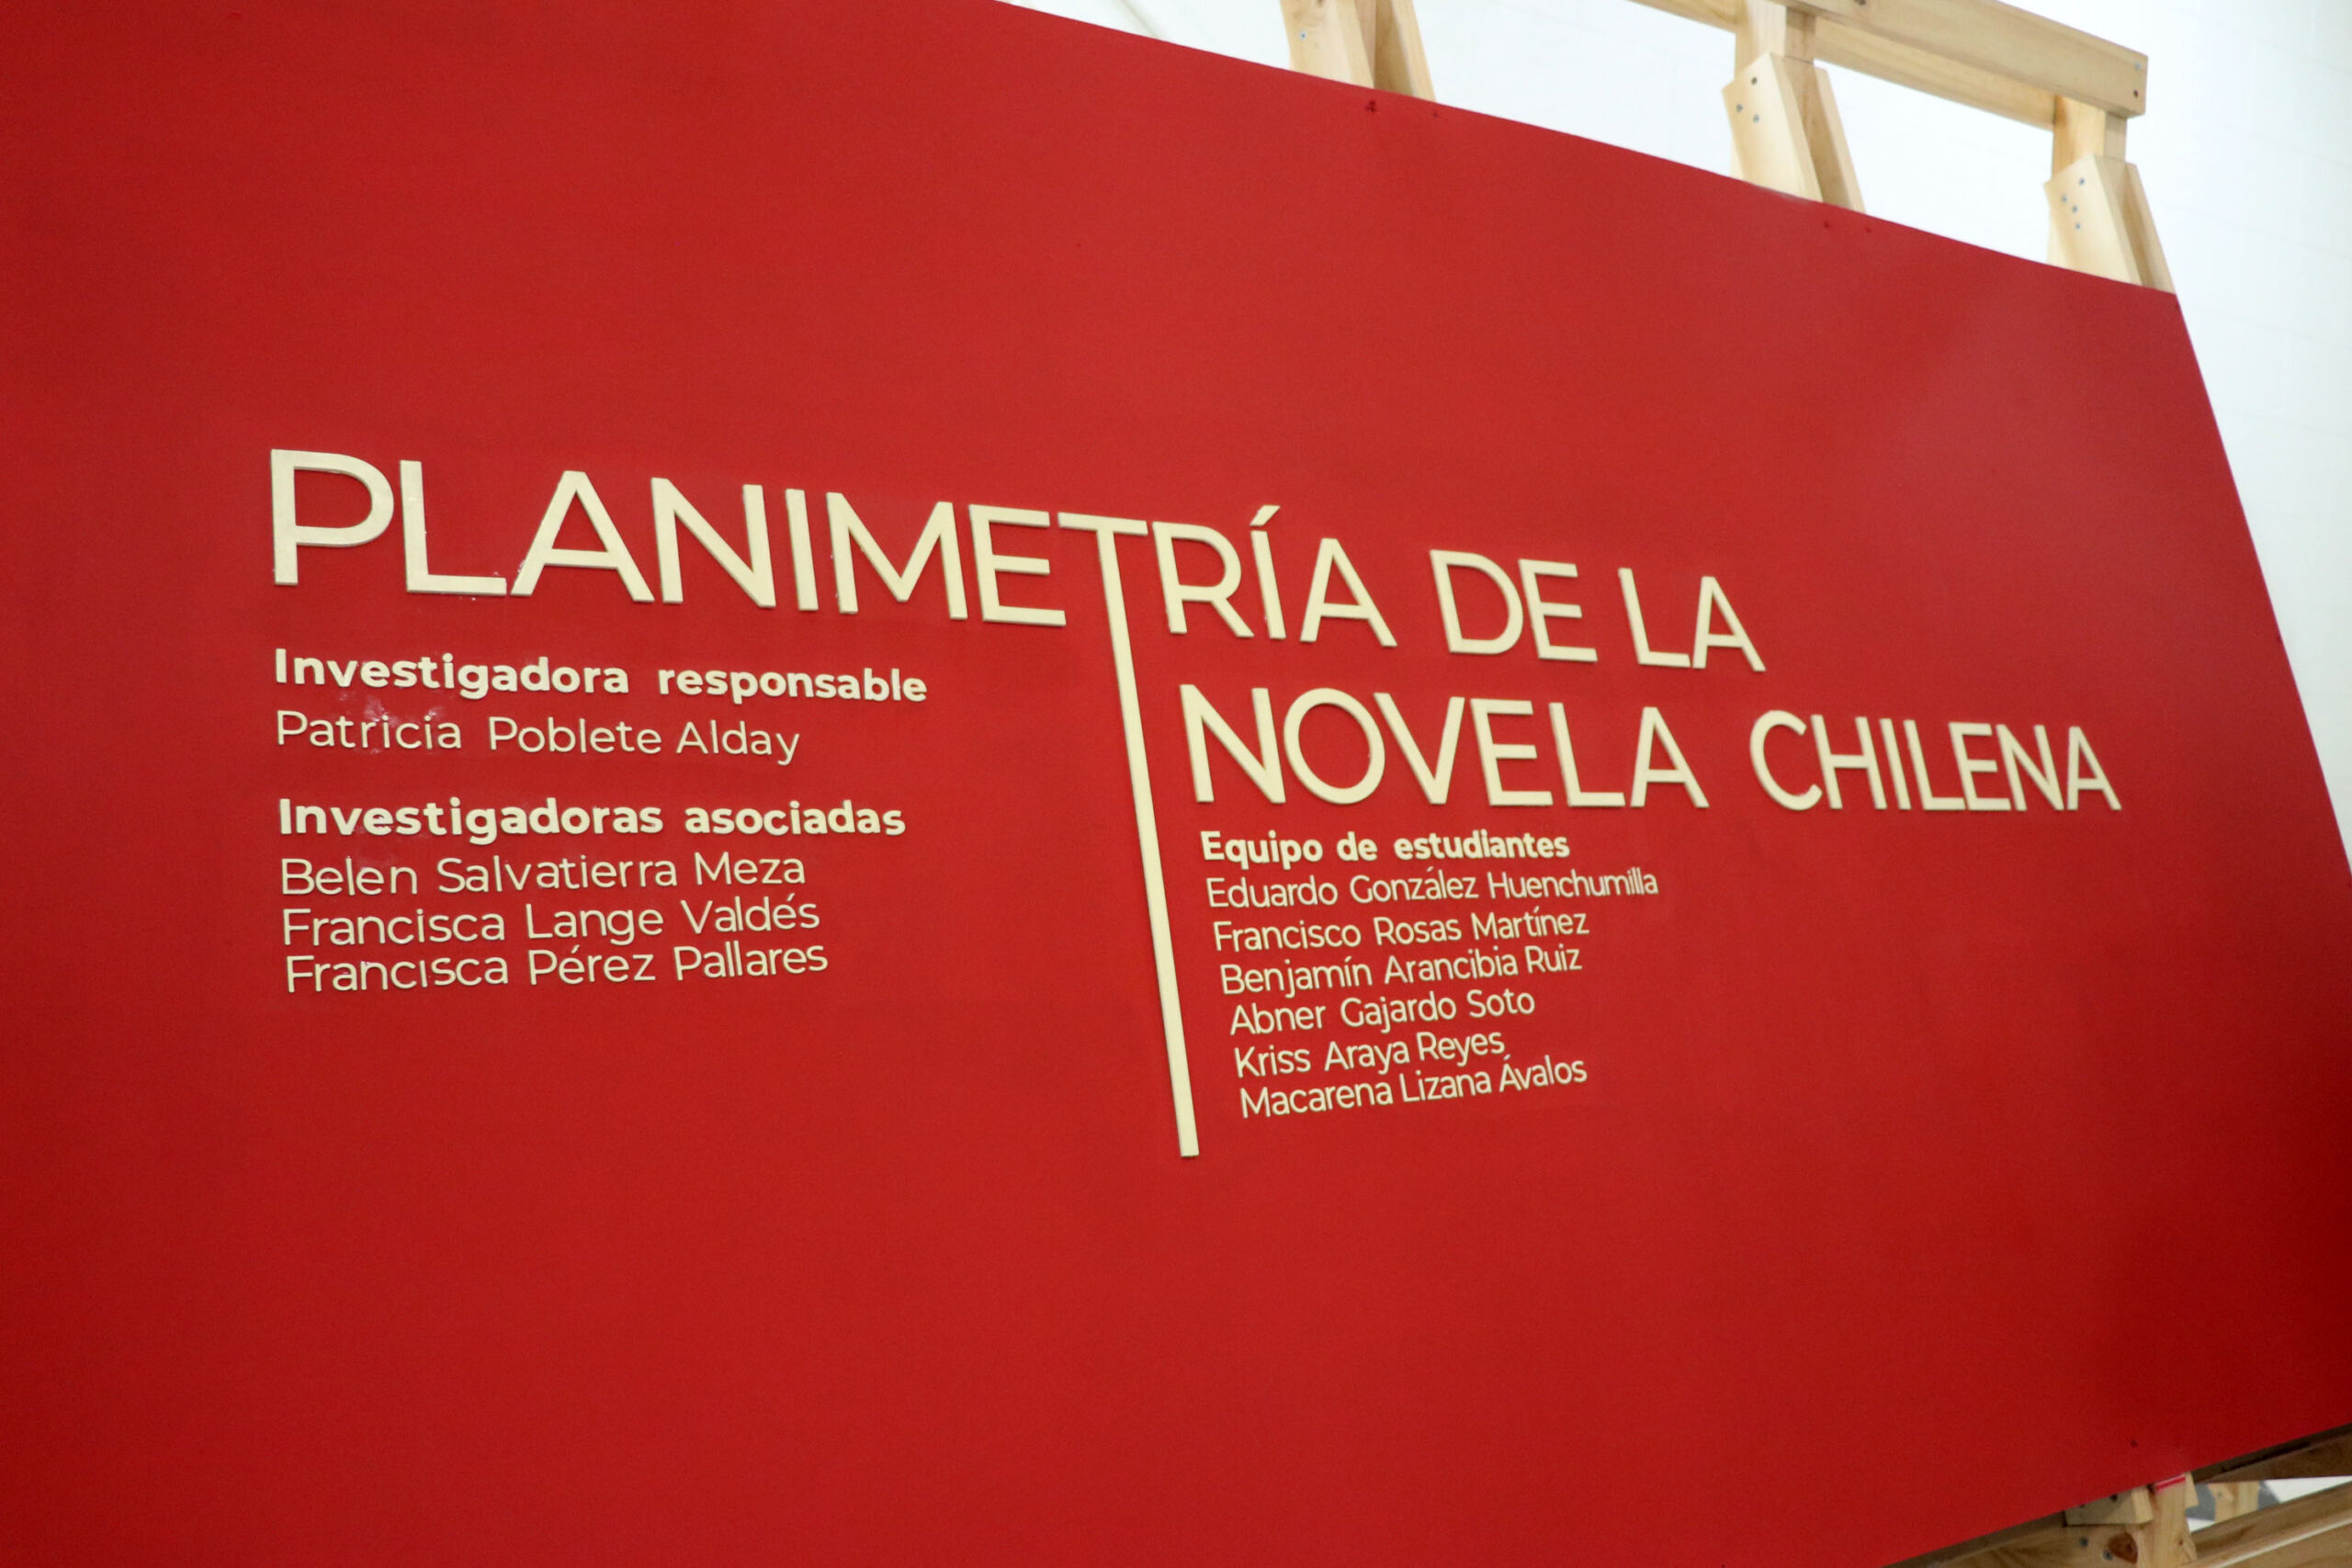 PLANIMETRÍA DE LA
NOVELA CHILENA
Investigadora responsable
Patricia Poblete Alday
Investigadoras asociadas
Belen Salvatierra Meza
Francisca Lange Valdés
Francisca Pérez Pallares
Equipo de estudiantes
Eduardo González Huenchumilla
Francisco Rosas Martínez
Benjamín Arancibia Ruiz
Abner Gajardo Soto
Kriss Araya Reyes
Macarena Lizana Ávalos